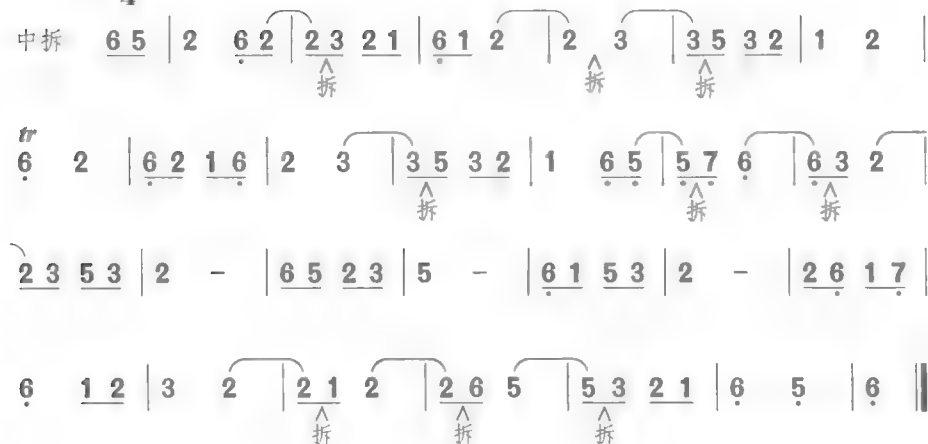 4
中拆 6 5 | 2 6 2 | 2 3 2 1 | 6 1 2 | 2 3 | 3 5 3 2 | 1 2 |
拆 拆 拆
tr
6 2 | 6 2 1 6 | 2 3 | 3 5 3 2 | 1 6 5 | 5 7 6 | 6 3 2 |
拆 拆 拆
2 3 5 3 | 2 - | 6 5 2 3 | 5 - | 6 1 5 3 | 2 - | 2 6 1 7 |
6 1 2 | 3 2 | 2 1 2 | 2 6 5 | 5 3 2 1 | 6 5 | 6 ‖
拆 拆 拆